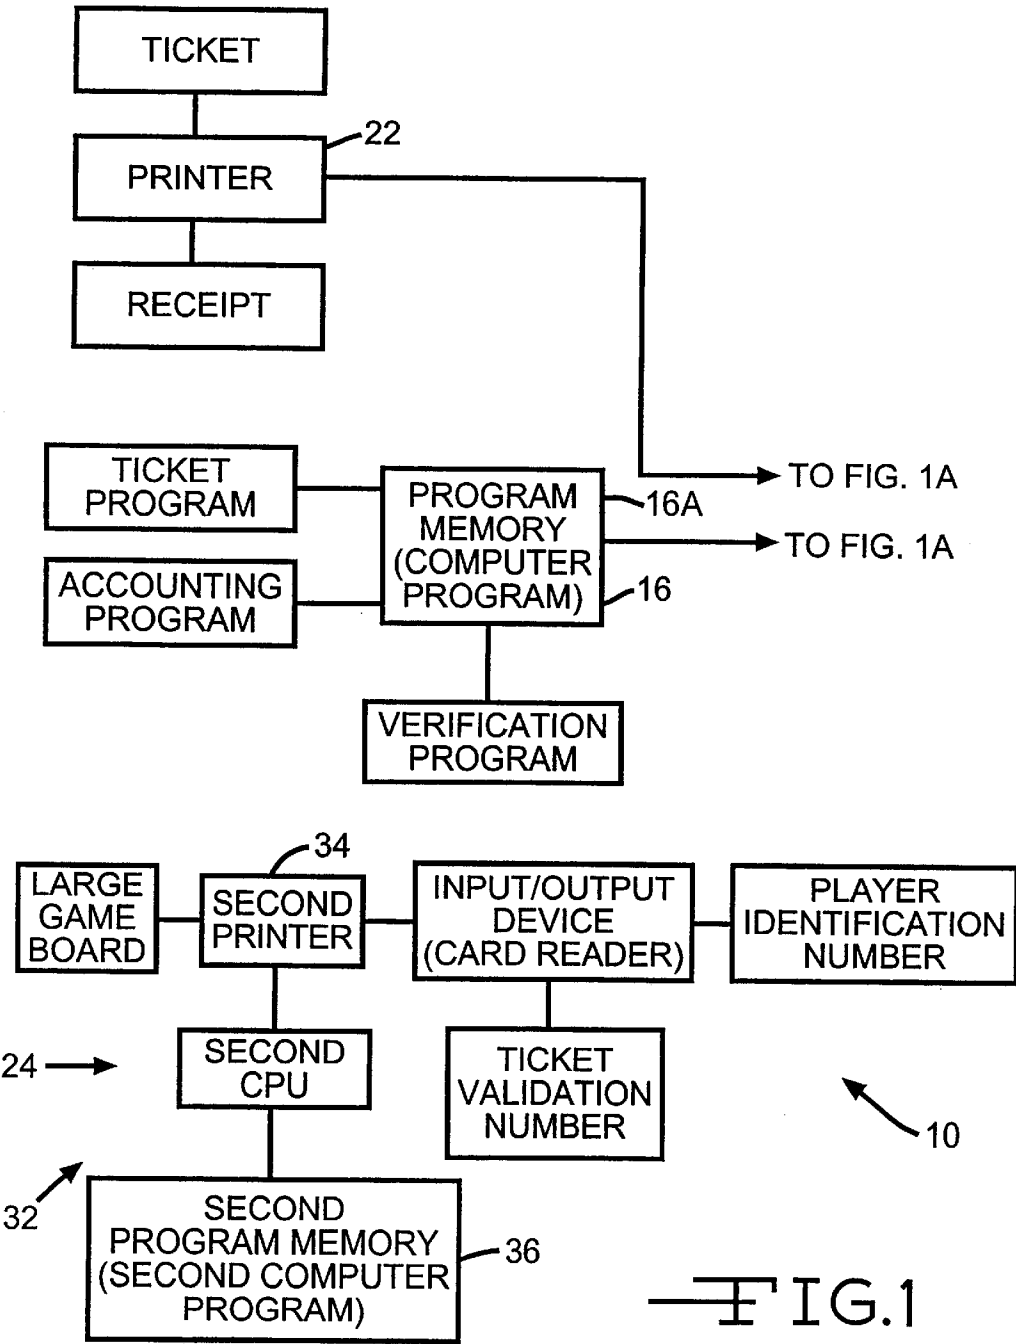 TICKET
22
PRINTER
RECEIPT
TICKET
PROGRAM
PROGRAM
MEMORY
(COMPUTER
PROGRAM)
16A
TO FIG. 1A
TO FIG. 1A
16
ACCOUNTING
PROGRAM
VERIFICATION
PROGRAM
34
LARGE
GAME
BOARD
SECOND
PRINTER
INPUT/OUTPUT
DEVICE
(CARD READER)
PLAYER
IDENTIFICATION
NUMBER
24
SECOND
CPU
TICKET
VALIDATION
NUMBER
10
32
SECOND
PROGRAM MEMORY
(SECOND COMPUTER
PROGRAM)
36
FIG.1